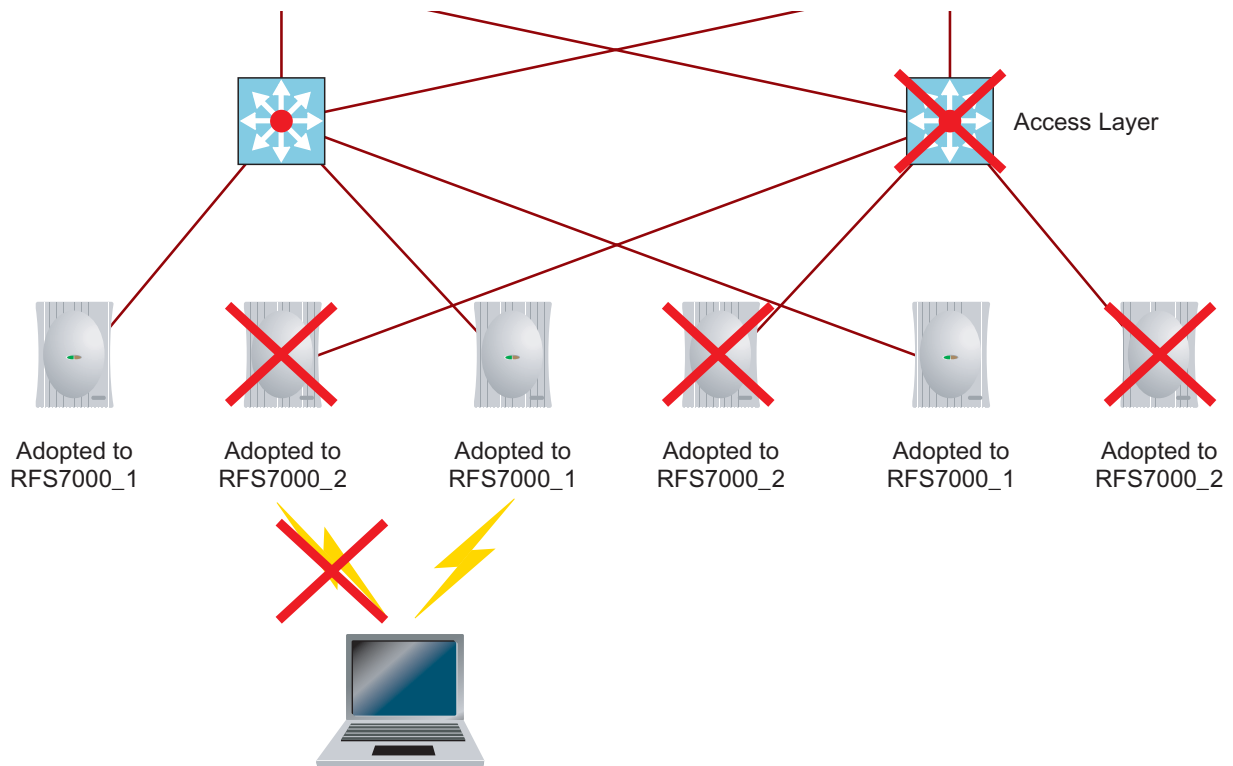 Access Layer
Adopted to
RFS7000_1
Adopted to
RFS7000_2
Adopted to
RFS7000_1
Adopted to
RFS7000_2
Adopted to
RFS7000_1
Adopted to
RFS7000_2